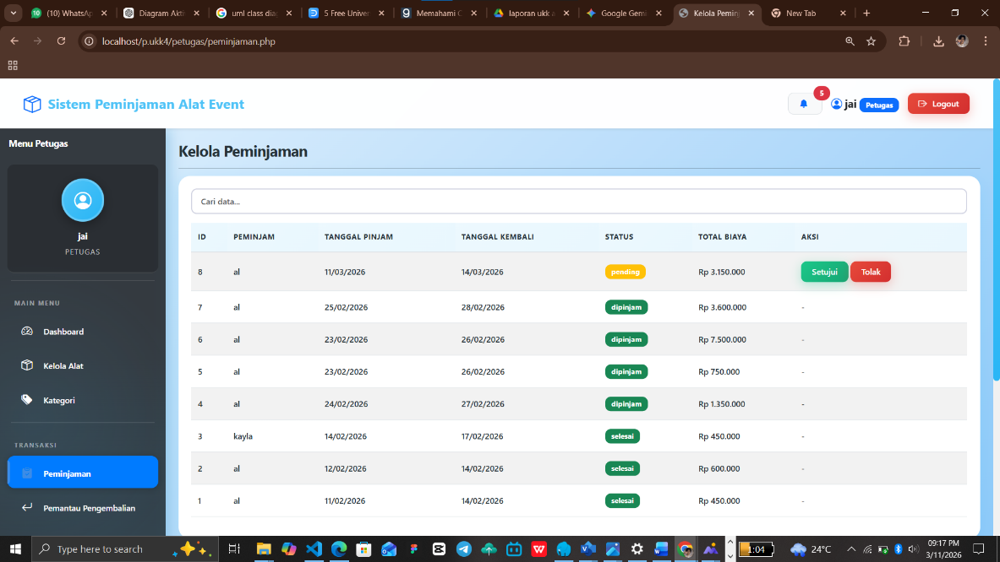 (10) WhatsAp
Diagram Akti
uml class dia
5 Free Univer
Memahami C
laporan ukk a
Google Gemi
Kelola Pemin
New Tab
localhost/p.ukk4/petugas/peminjaman.php
Sistem Peminjaman Alat Event
5
jai
Petugas
Logout
Menu Petugas
jai
PETUGAS
MAIN MENU
Dashboard
Kelola Alat
Kategori
TRANSAKSI
Peminjaman
Pemantau Pengembalian
Kelola Peminjaman
Cari data...
ID PEMINJAM TANGGAL PINJAM TANGGAL KEMBALI STATUS TOTAL BIAYA AKSI
8 al 11/03/2026 14/03/2026 pending Rp 3.150.000 Setujui Tolak
7 al 25/02/2026 28/02/2026 dipinjam Rp 3.600.000 -
6 al 23/02/2026 26/02/2026 dipinjam Rp 7.500.000 -
5 al 23/02/2026 26/02/2026 dipinjam Rp 750.000 -
4 al 24/02/2026 27/02/2026 dipinjam Rp 1.350.000 -
3 kayla 14/02/2026 17/02/2026 selesai Rp 450.000 -
2 al 12/02/2026 14/02/2026 selesai Rp 600.000 -
1 al 11/02/2026 14/02/2026 selesai Rp 450.000 -
Type here to search
1:04
24°C
09:17 PM
3/11/2026